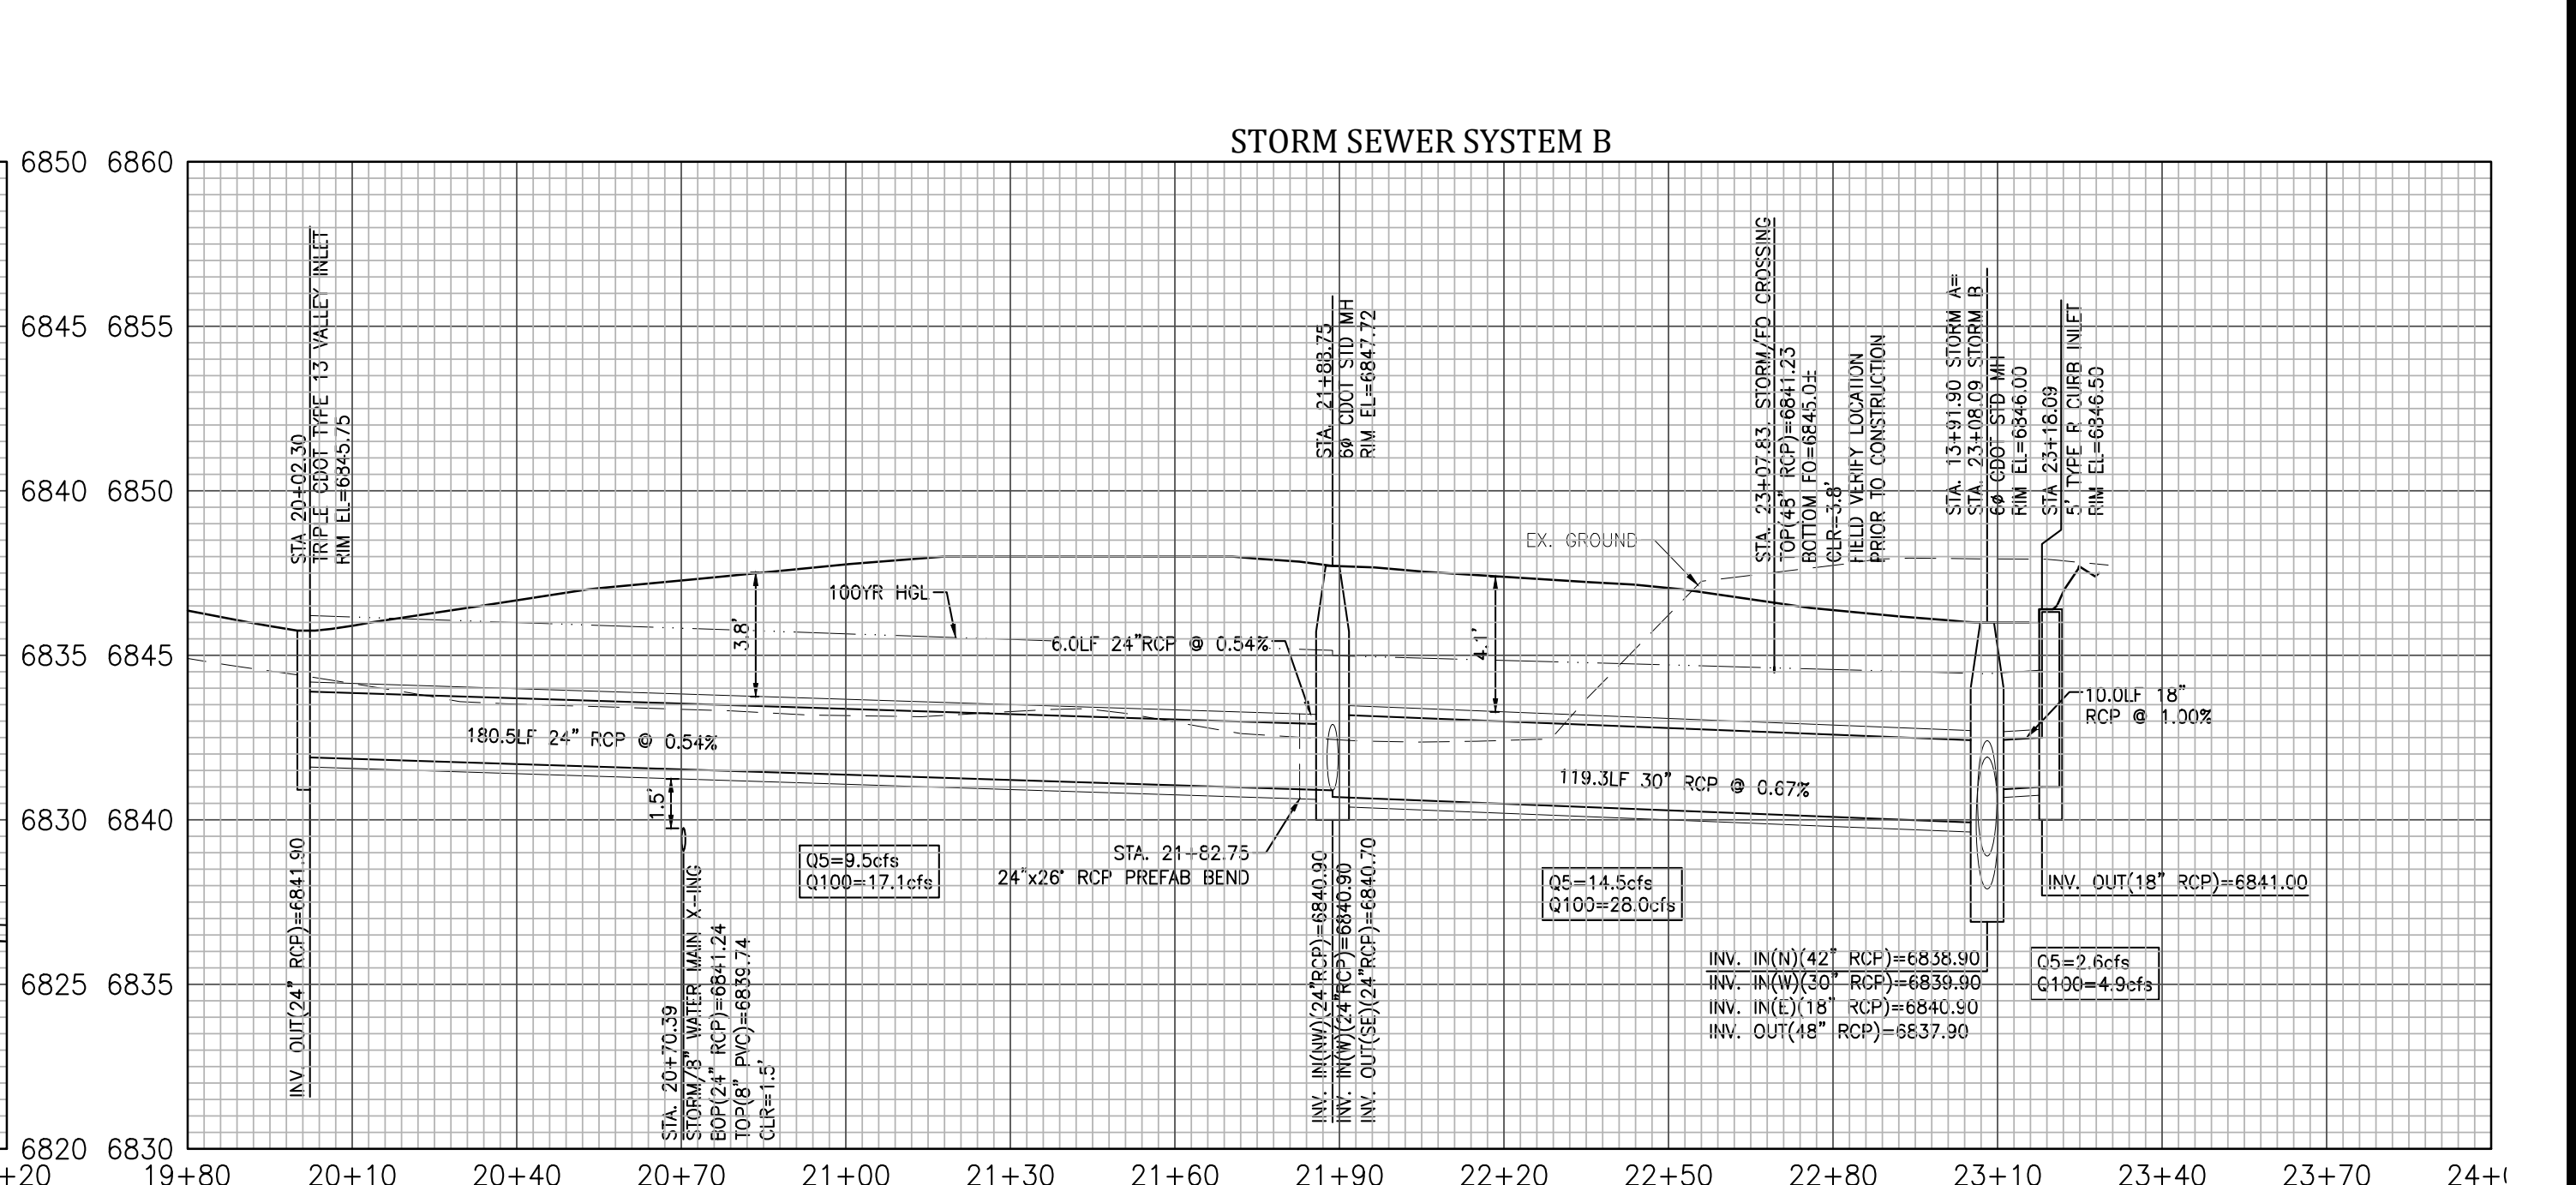 STORM SEWER SYSTEM B
6850
6860
6845
6855
6840
6850
6835
6845
6830
6840
6825
6835
6820
6830
STA 20+02.30
TRIPLE CDOT TYPE 13 VALLEY INLET
RIM EL=6845.75
STA. 21+88.75
6ø CDOT STD MH
RIM EL=6847.72
STA. 23+07.83, STORM/FO CROSSING
TOP(48" RCP)=6841.23
BOTTOM FO=6845.0±
CLR=3.8'
FIELD VERIFY LOCATION
PRIOR TO CONSTRUCTION
STA. 13+91.90 STORM A=
STA. 23+08.09 STORM B
6ø CDOT STD MH
RIM EL=6846.00
STA 23+18.09
5' TYPE R CURB INLET
RIM EL=6846.50
EX. GROUND
100YR HGL
3.8'
6.0LF 24"RCP @ 0.54%
4.1'
10.0LF 18"
RCP @ 1.00%
180.5LF 24" RCP @ 0.54%
119.3LF 30" RCP @ 0.67%
1.5'
STA. 21+82.75
24"x26° RCP PREFAB BEND
Q5=9.5cfs
Q100=17.1cfs
Q5=14.5cfs
Q100=28.0cfs
INV. OUT(18" RCP)=6841.00
INV. OUT(24" RCP)=6841.90
STA. 20+70.39
STORM/8" WATER MAIN X-ING
BOP(24" RCP)=6841.24
TOP(8" PVC)=6839.74
CLR=1.5'
INV. IN(NW)(24"RCP)=6840.90
INV. IN(W)(24"RCP)=6840.90
INV. OUT(SE)(24"RCP)=6840.70
INV. IN(N)(42" RCP)=6838.90
INV. IN(W)(30" RCP)=6839.90
INV. IN(E)(18" RCP)=6840.90
INV. OUT(48" RCP)=6837.90
Q5=2.6cfs
Q100=4.9cfs
+20
19+80
20+10
20+40
20+70
21+00
21+30
21+60
21+90
22+20
22+50
22+80
23+10
23+40
23+70
24+